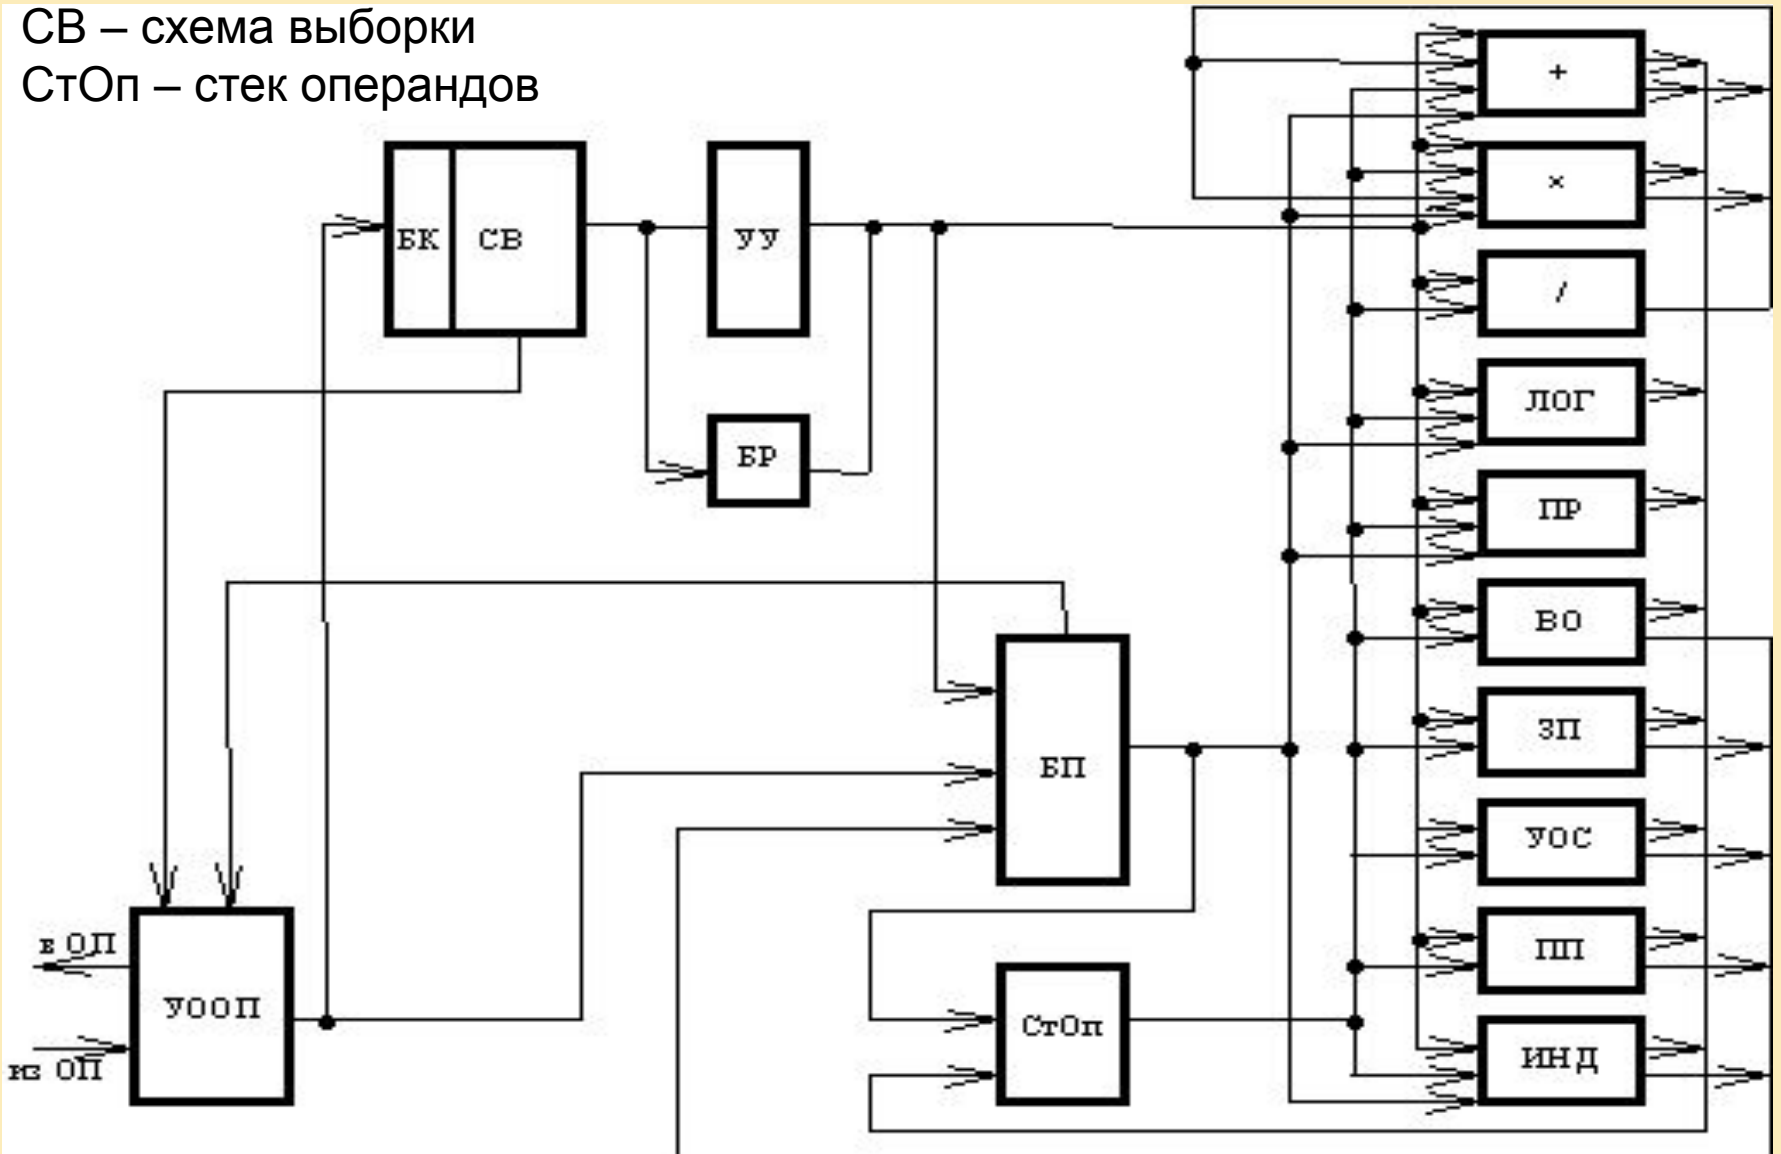 СВ – схема выборки
СтОп – стек операндов
+
×
БК
СВ
УУ
/
ЛОГ
БР
ПР
ВО
ЗП
БП
УОС
в ОП
ПП
УООП
СтОп
ИНД
из ОП